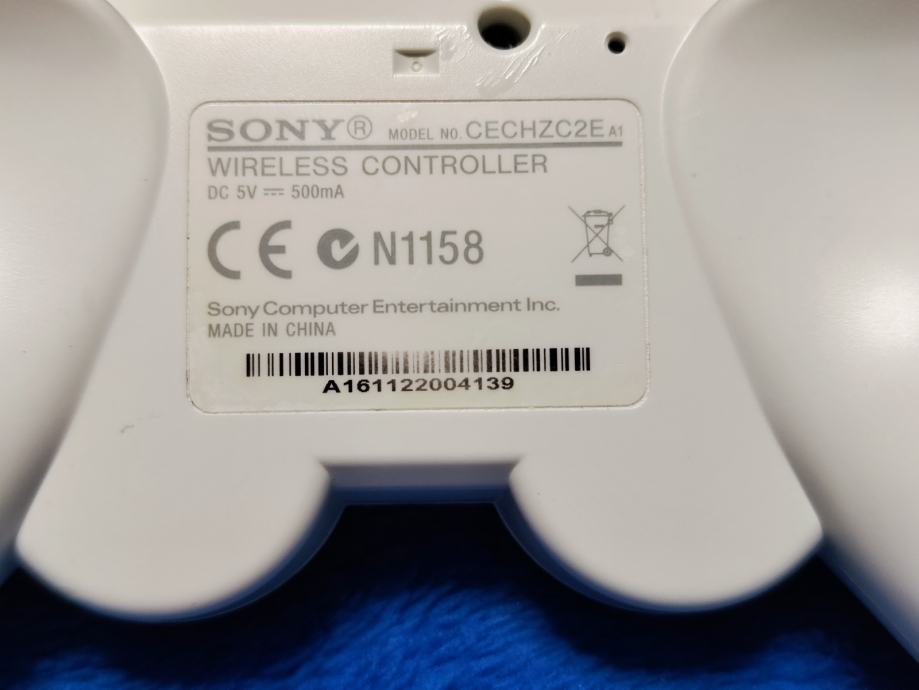 SONY® MODEL NO. CECHZC2E A1
WIRELESS CONTROLLER
DC 5V ⎓ 500mA
CE N1158
Sony Computer Entertainment Inc.
MADE IN CHINA
A161122004139